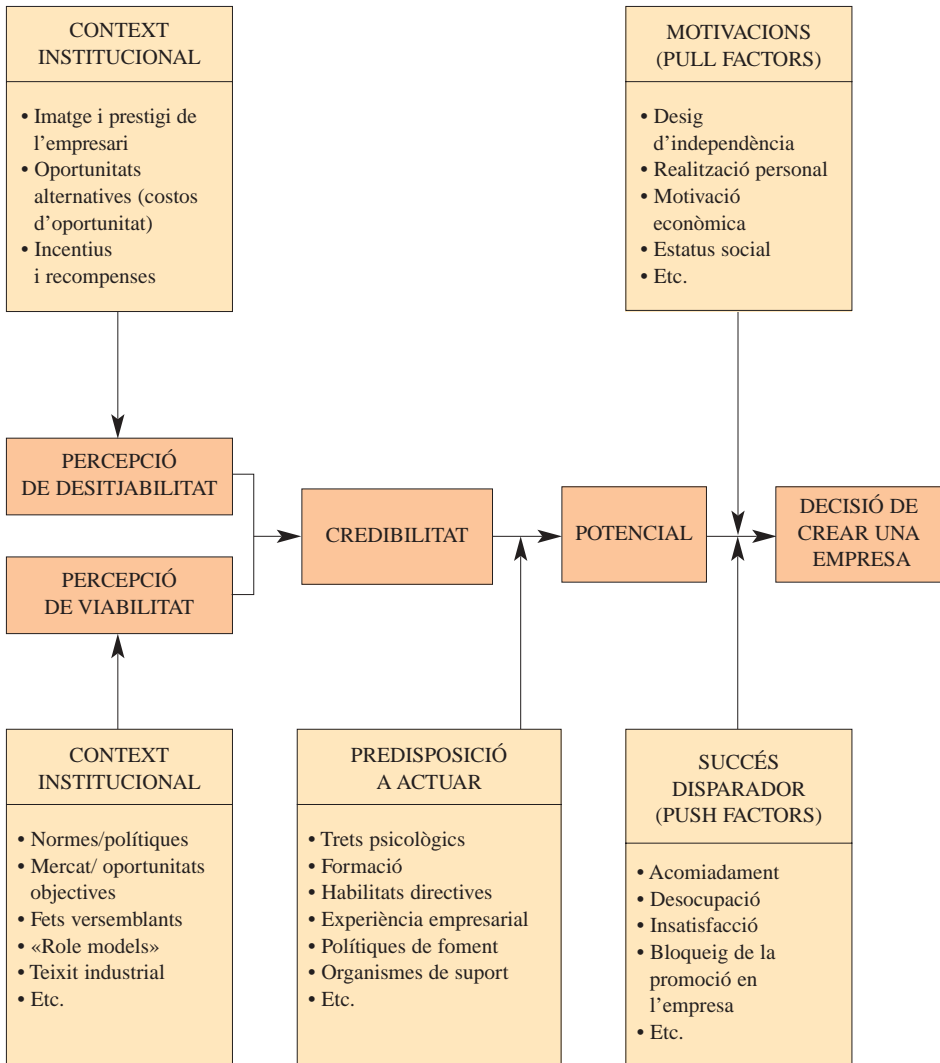 CONTEXT
INSTITUCIONAL
• Imatge i prestigi de
l’empresari
• Oportunitats
alternatives (costos
d’oportunitat)
• Incentius
i recompenses
MOTIVACIONS
(PULL FACTORS)
• Desig
d’independència
• Realització personal
• Motivació
econòmica
• Estatus social
• Etc.
PERCEPCIÓ
DE DESITJABILITAT
PERCEPCIÓ
DE VIABILITAT
CREDIBILITAT
POTENCIAL
DECISIÓ DE
CREAR UNA
EMPRESA
CONTEXT
INSTITUCIONAL
• Normes/polítiques
• Mercat/ oportunitats
objectives
• Fets versemblants
• «Role models»
• Teixit industrial
• Etc.
PREDISPOSICIÓ
A ACTUAR
• Trets psicològics
• Formació
• Habilitats directives
• Experiència empresarial
• Polítiques de foment
• Organismes de suport
• Etc.
SUCCÉS
DISPARADOR
(PUSH FACTORS)
• Acomiadament
• Desocupació
• Insatisfacció
• Bloqueig de la
promoció en
l’empresa
• Etc.